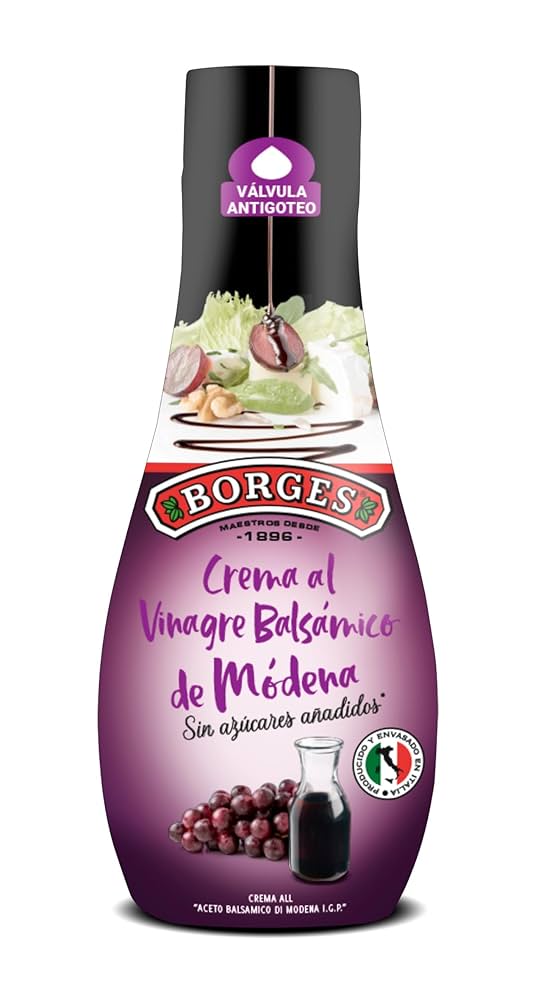 VÁLVULA
ANTIGOTEO
BORGES
MAESTROS DESDE
-1896-
Crema al
Vinagre Balsámico
de Módena
Sin azúcares añadidos*
PRODUCIDO Y ENVASADO EN ITALIA
CREMA ALL
"ACETO BALSAMICO DI MODENA I.G.P."